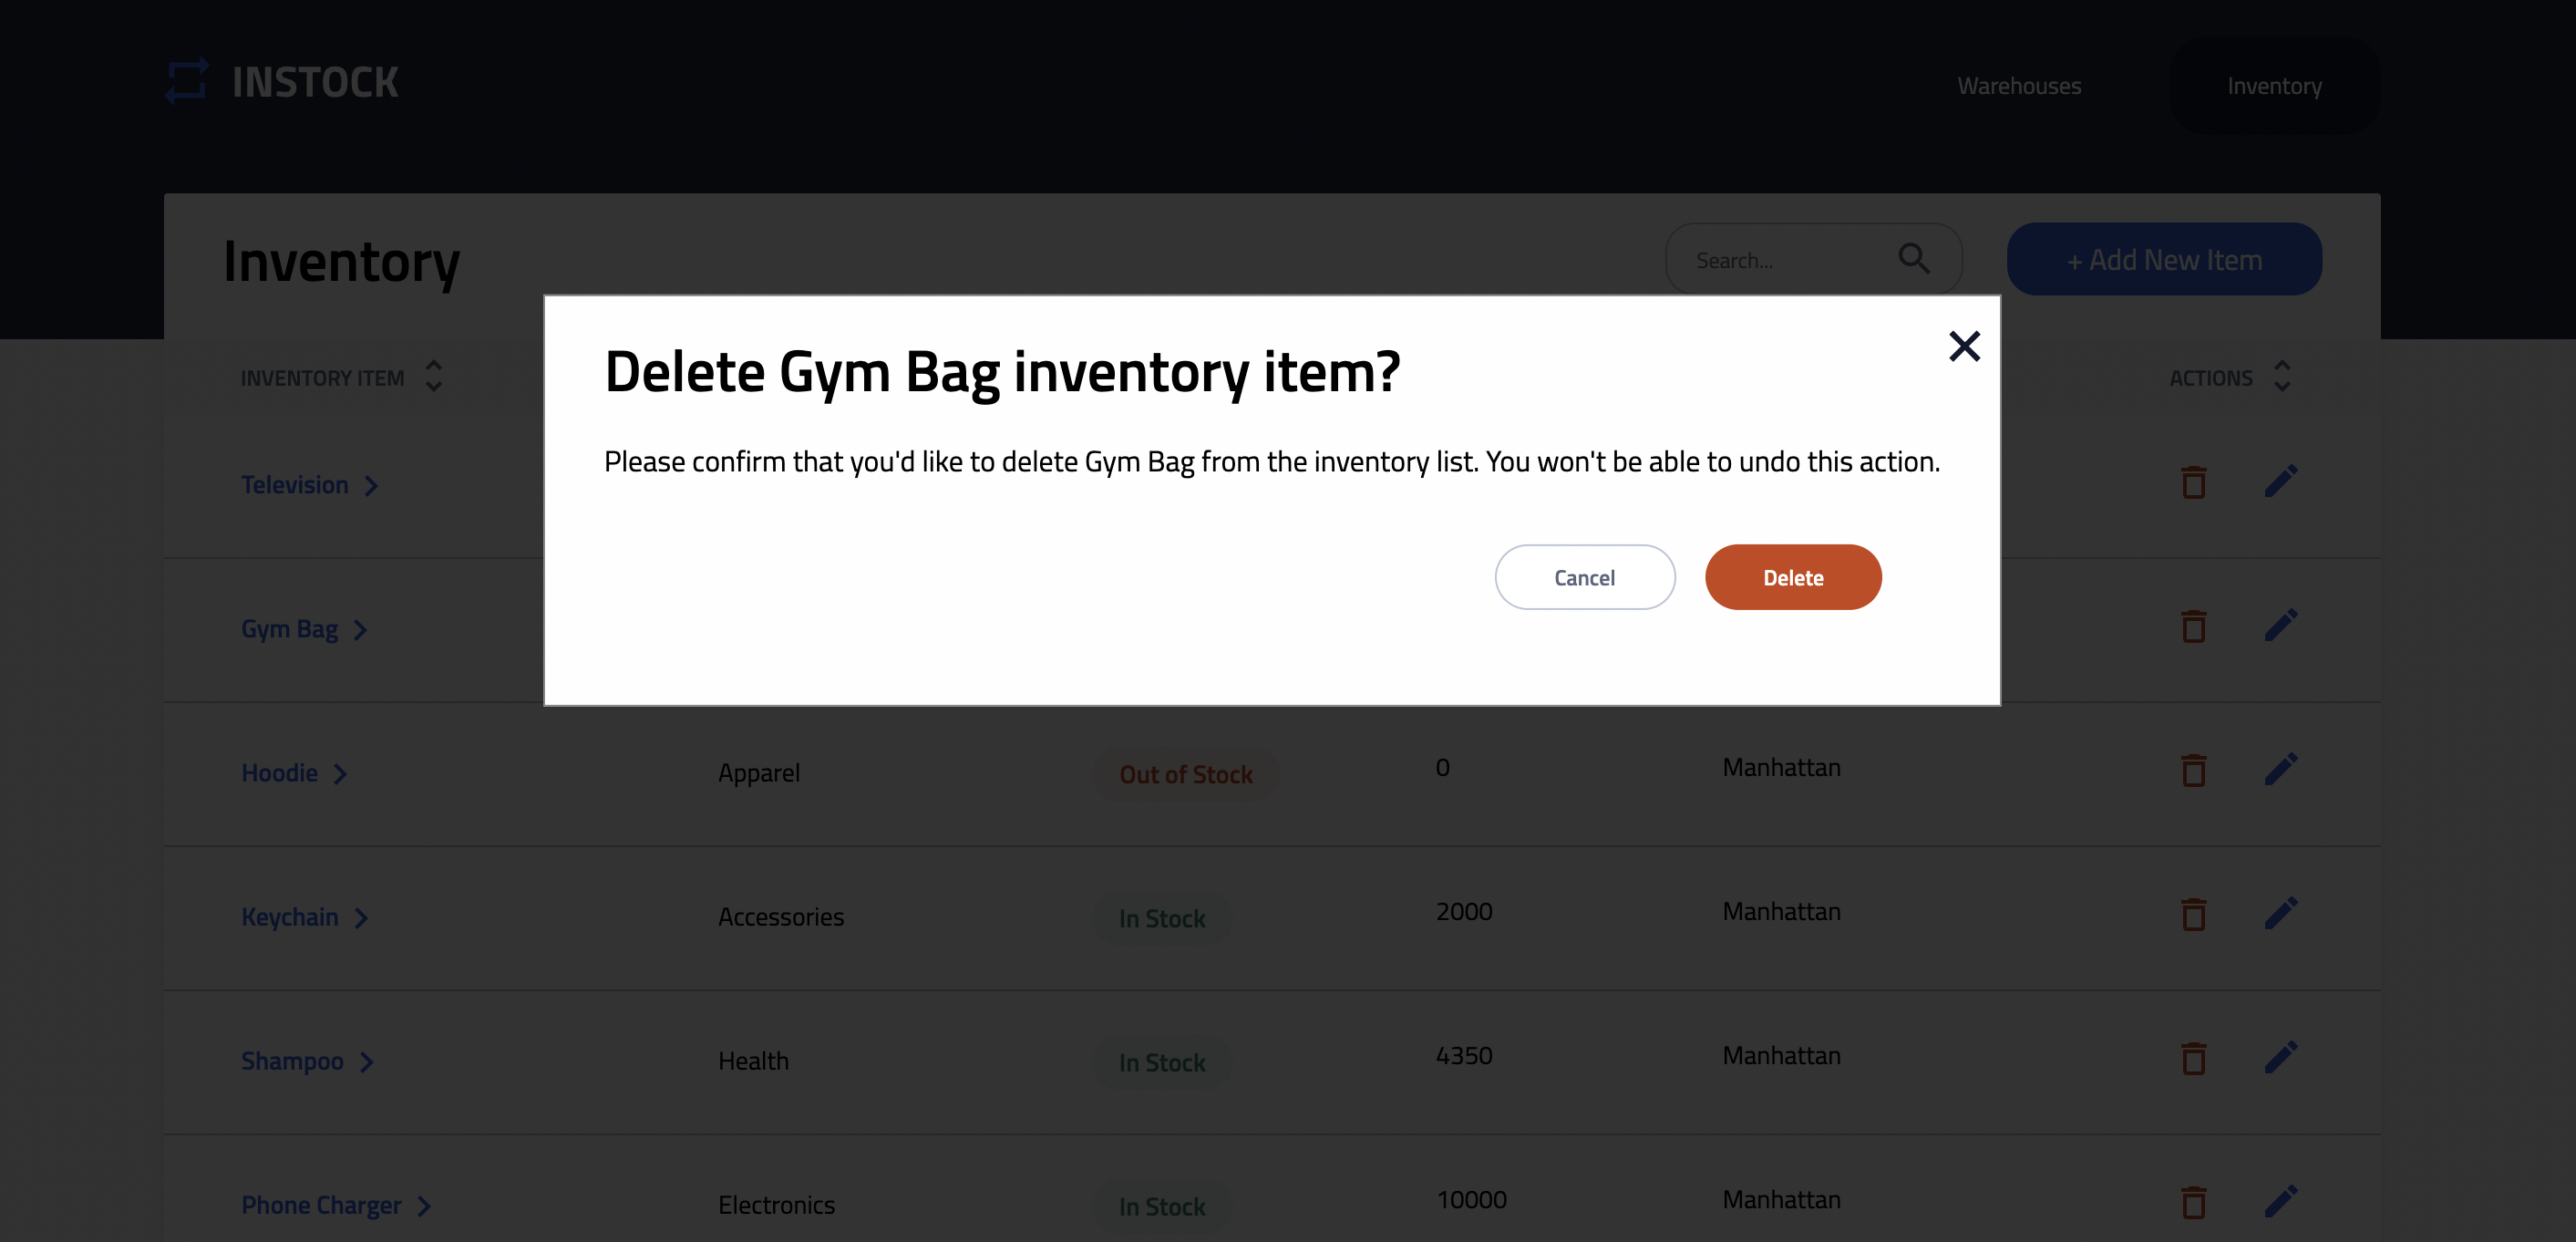 INSTOCK
Warehouses
Inventory
Inventory
Search...
+ Add New Item
INVENTORY ITEM
ACTIONS
Delete Gym Bag inventory item?
Please confirm that you'd like to delete Gym Bag from the inventory list. You won't be able to undo this action.
Cancel
Delete
Television
Gym Bag
Hoodie Apparel Out of Stock 0 Manhattan
Keychain Accessories In Stock 2000 Manhattan
Shampoo Health In Stock 4350 Manhattan
Phone Charger Electronics In Stock 10000 Manhattan